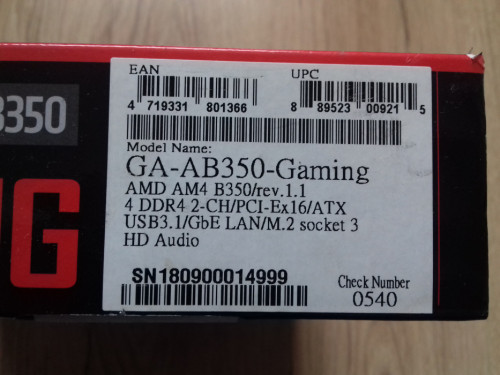 B350
NG
EAN UPC
4 719331 801366 8 89523 00921 5
Model Name:
GA-AB350-Gaming
AMD AM4 B350/rev.1.1
4 DDR4 2-CH/PCI-Ex16/ATX
USB3.1/GbE LAN/M.2 socket 3
HD Audio
SN180900014999
Check Number
0540